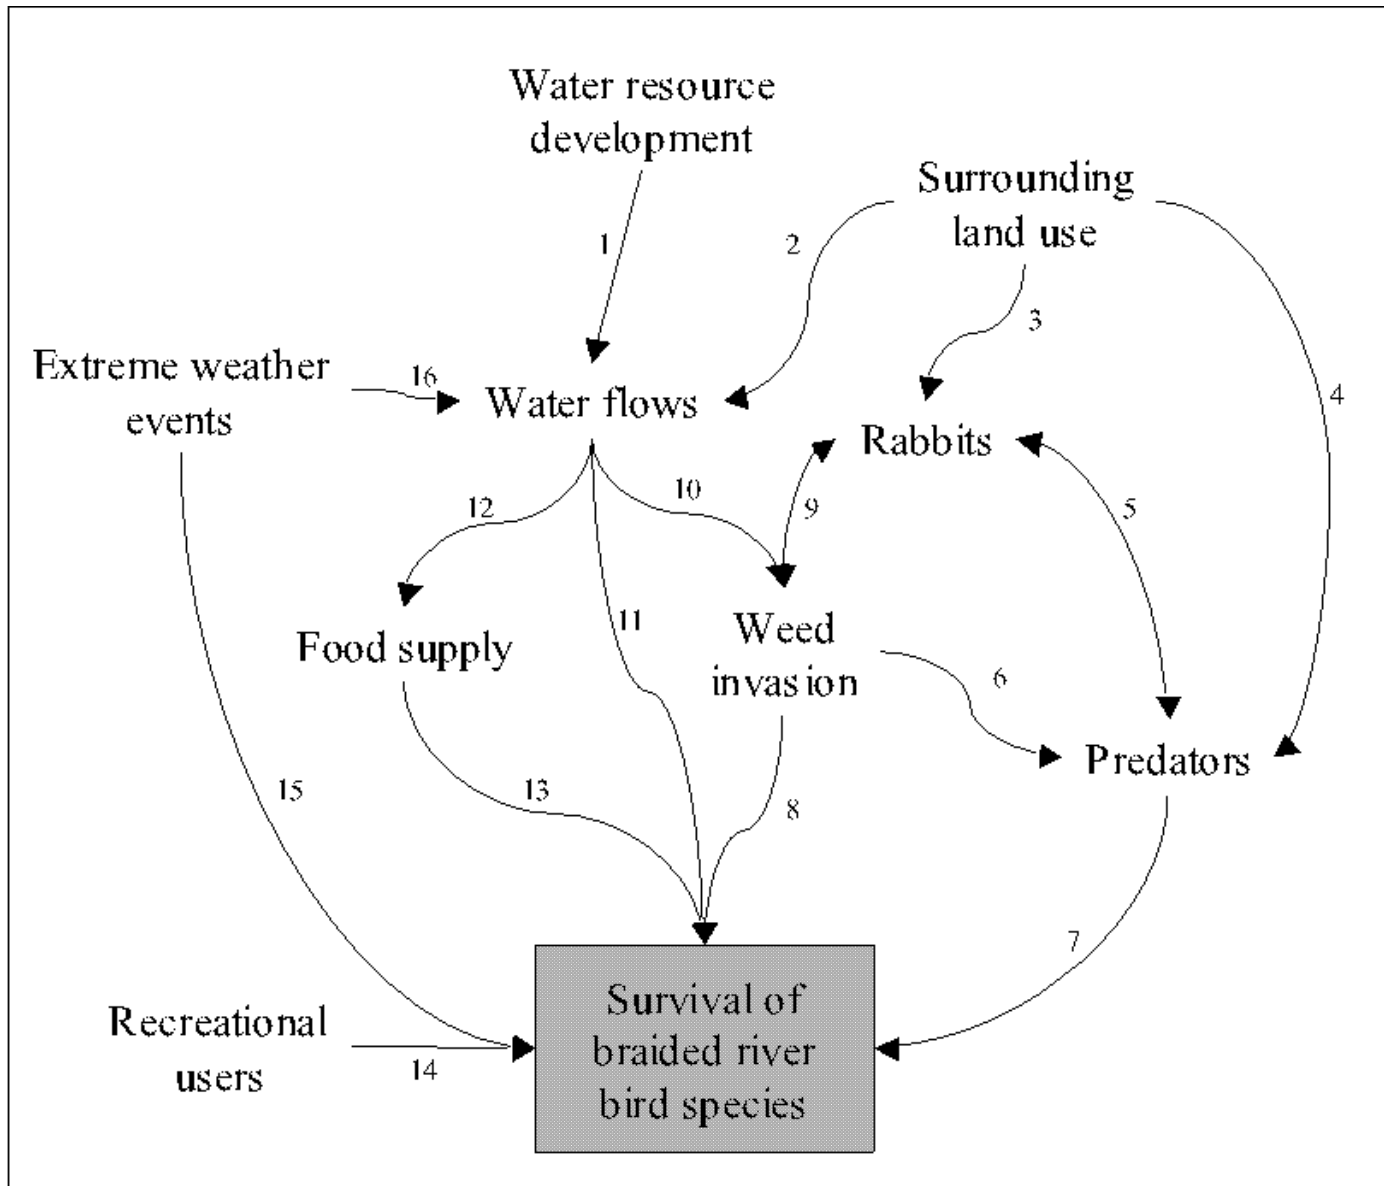 Water resource
development
Surrounding
land use
1
2
3
4
Extreme weather
events
16
Water flows
Rabbits
12
10
9
5
Food supply
11
Weed
invasion
6
Predators
15
13
8
7
Recreational
users
14
Survival of
braided river
bird species